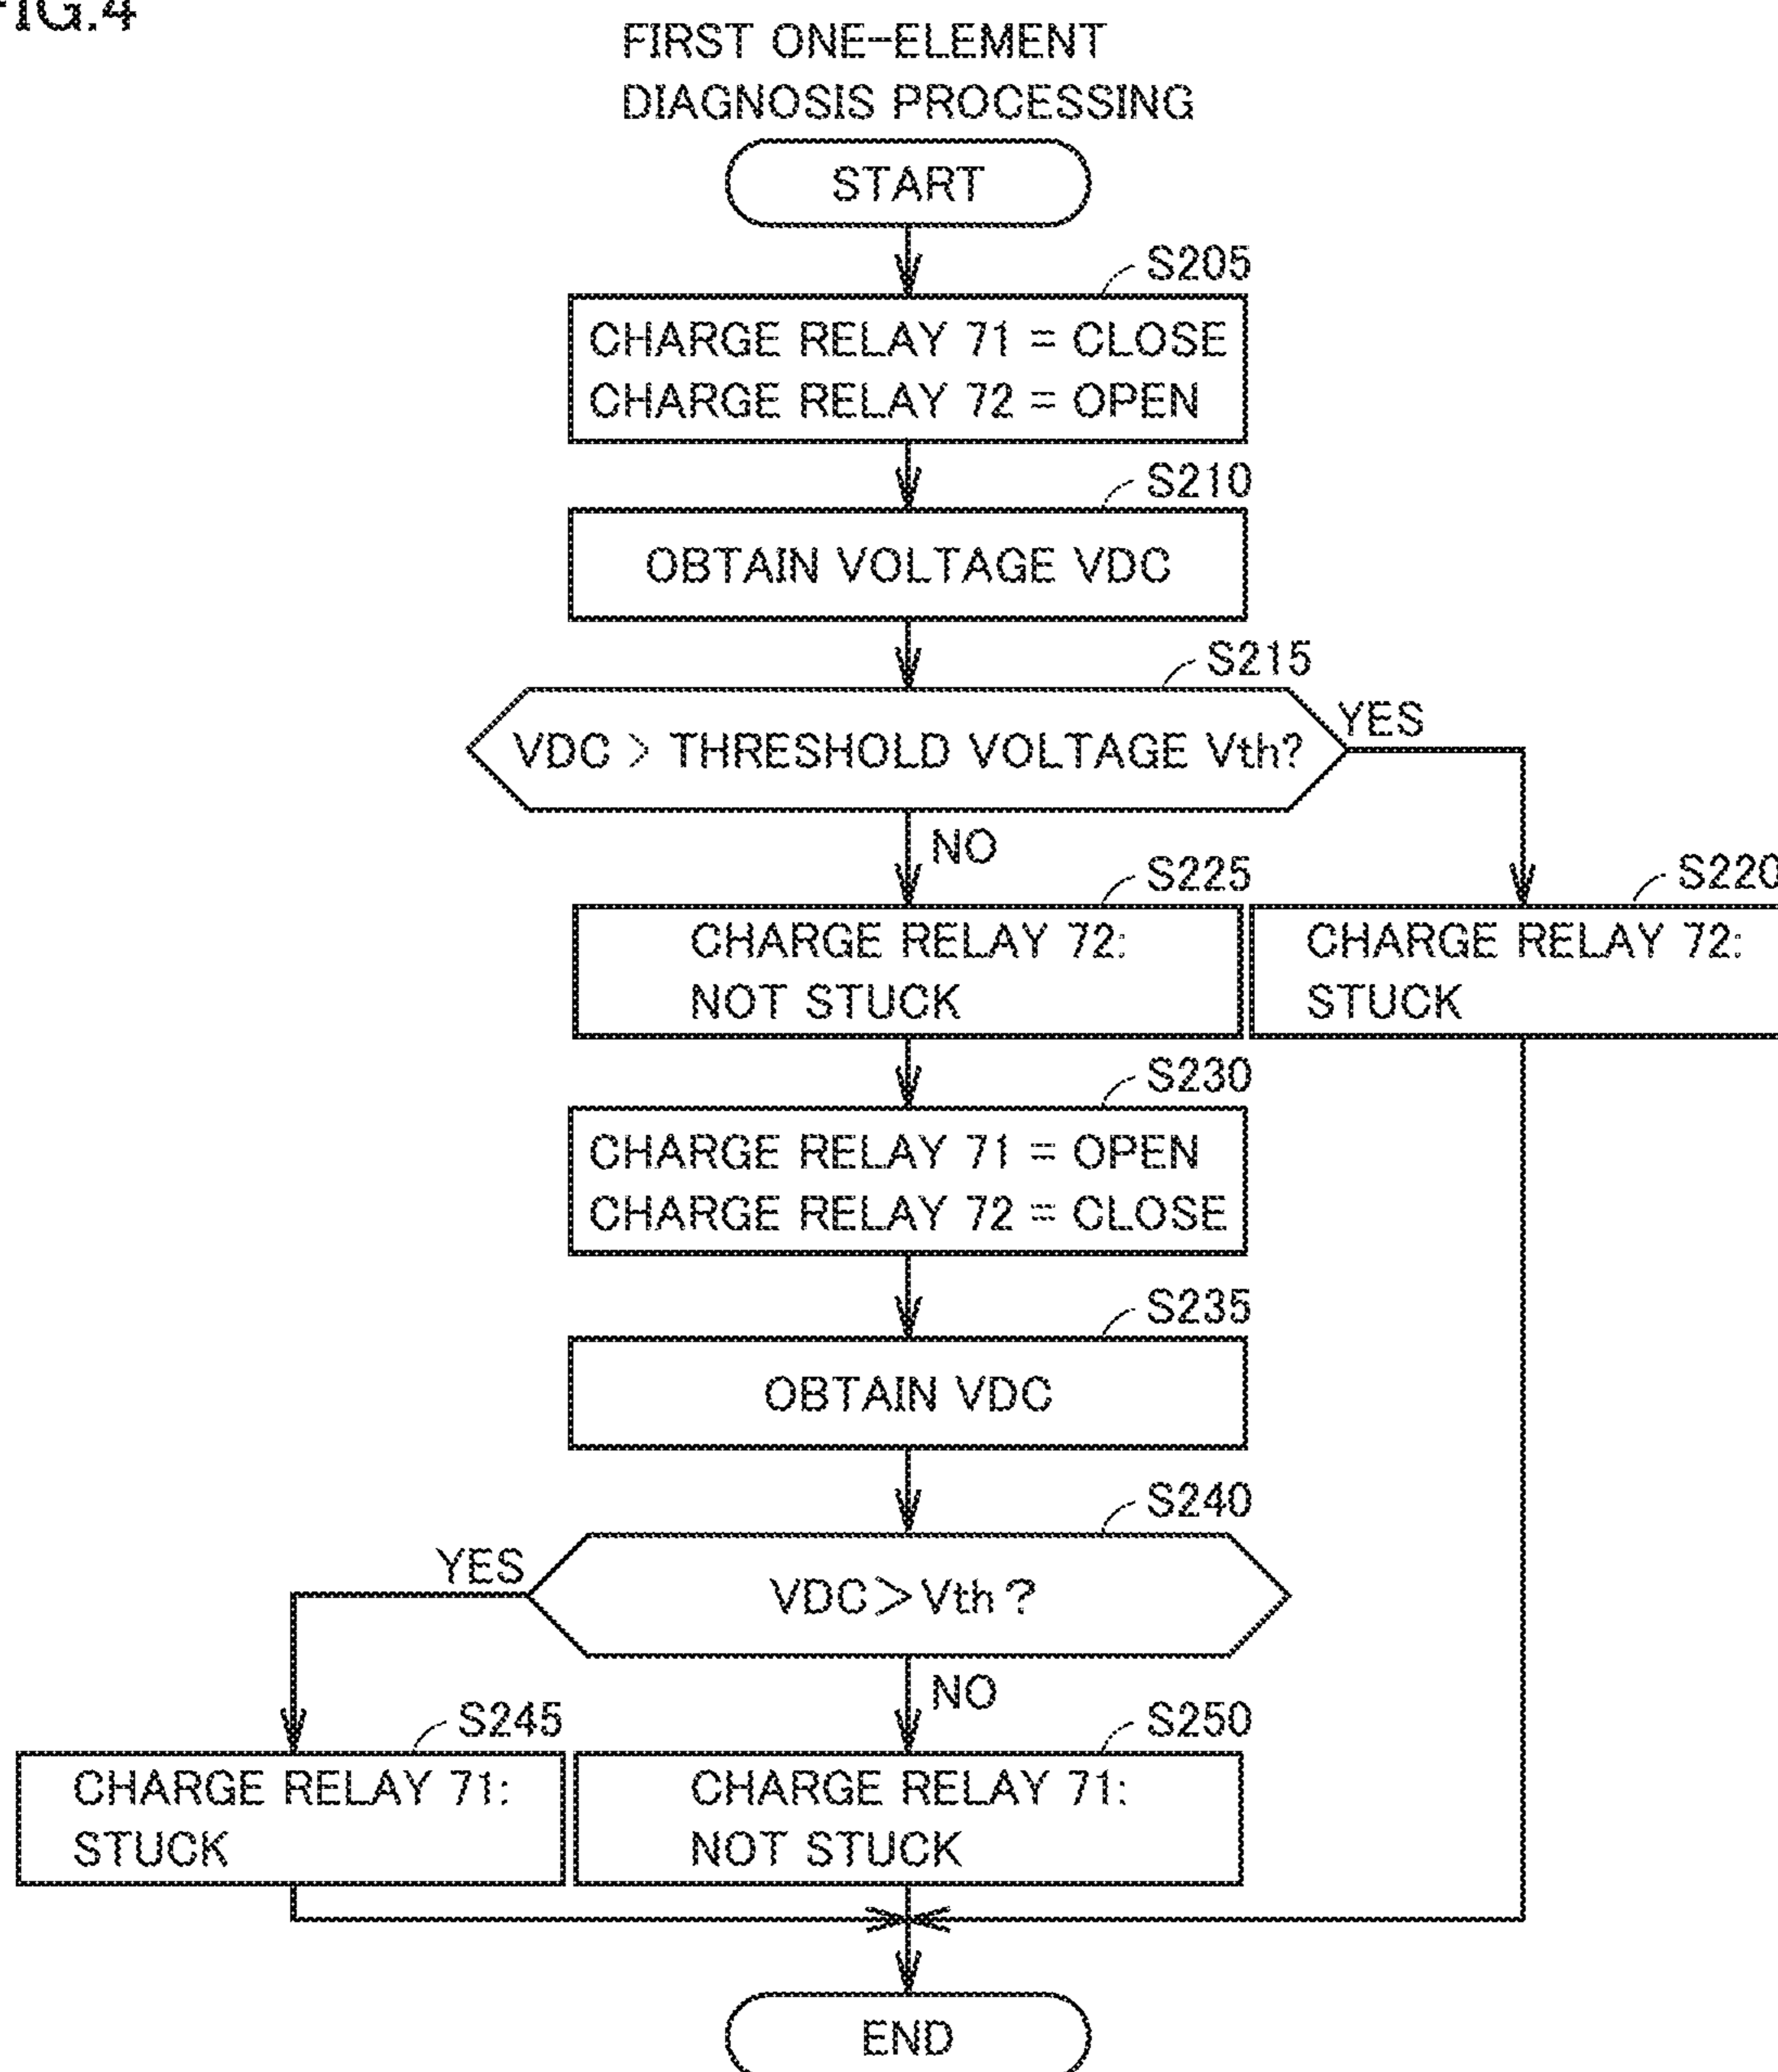 FIG.4
FIRST ONE-ELEMENT
DIAGNOSIS PROCESSING
START
S205
CHARGE RELAY 71 = CLOSE
CHARGE RELAY 72 = OPEN
S210
OBTAIN VOLTAGE VDC
S215
VDC > THRESHOLD VOLTAGE Vth?
YES
NO
S225
CHARGE RELAY 72:
NOT STUCK
S220
CHARGE RELAY 72:
STUCK
S230
CHARGE RELAY 71 = OPEN
CHARGE RELAY 72 = CLOSE
S235
OBTAIN VDC
S240
VDC > Vth ?
YES
NO
S245
CHARGE RELAY 71:
STUCK
S250
CHARGE RELAY 71:
NOT STUCK
END